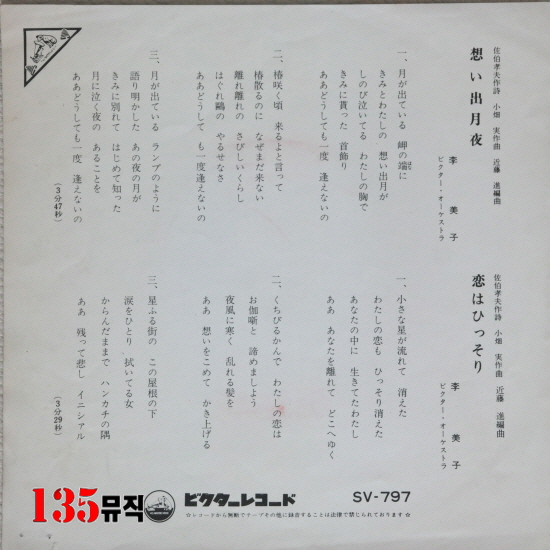 想い出月夜
佐伯孝夫作詩 小畑 実作曲 近藤 進編曲
李 美子
ビクター・オーケストラ
一、月が出ている 岬の端に
きみとわたしの 想い出月が
しのび泣いてる わたしの胸で
きみに貰った 首飾り
ああどうしても一度 逢えないの
二、椿咲く頃 来るよと言って
椿散るのに なぜまだ来ない
離れ離れの さびしいくらし
はぐれ鷗の やるせなさ
ああどうしても も一度 逢えないの
三、月が出ている ランプのように
語り明かした あの夜の月が
きみに別れて はじめて知った
月に泣く夜の あることを
ああどうしても も一度 逢えないの
(3分47秒)
恋はひっそり
佐伯孝夫作詩 小畑 実作曲 近藤 進編曲
李 美子
ビクター・オーケストラ
一、小さな星が流れて 消えた
わたしの恋も ひっそり消えた
あなたの中に 生きてたわたし
ああ あなたを離れて どこへゆく
二、くちびるかんで わたしの恋は
お伽噺と 諦めましよう
夜風に寒く 乱れる髪を
ああ 想いをこめて かき上げる
三、星ふる街の この屋根の下
涙をひとり 拭いてる女
からんだままで ハンカチの隅
ああ 残って悲し イニシアル
(3分29秒)
135뮤직
ビクターレコード SV-797
☆レコードから無断でテープその他に録音することは法律で禁じられております☆